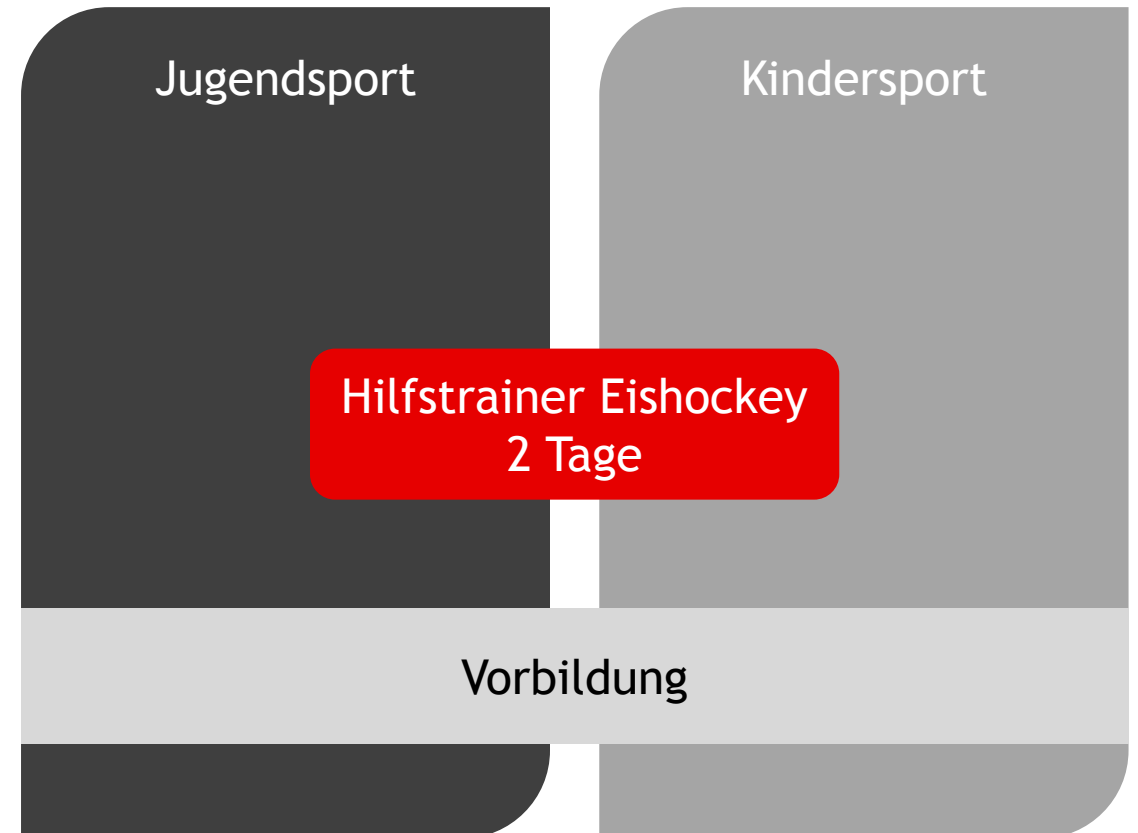 Jugendsport
Kindersport
Hilfstrainer Eishockey
2 Tage
Vorbildung